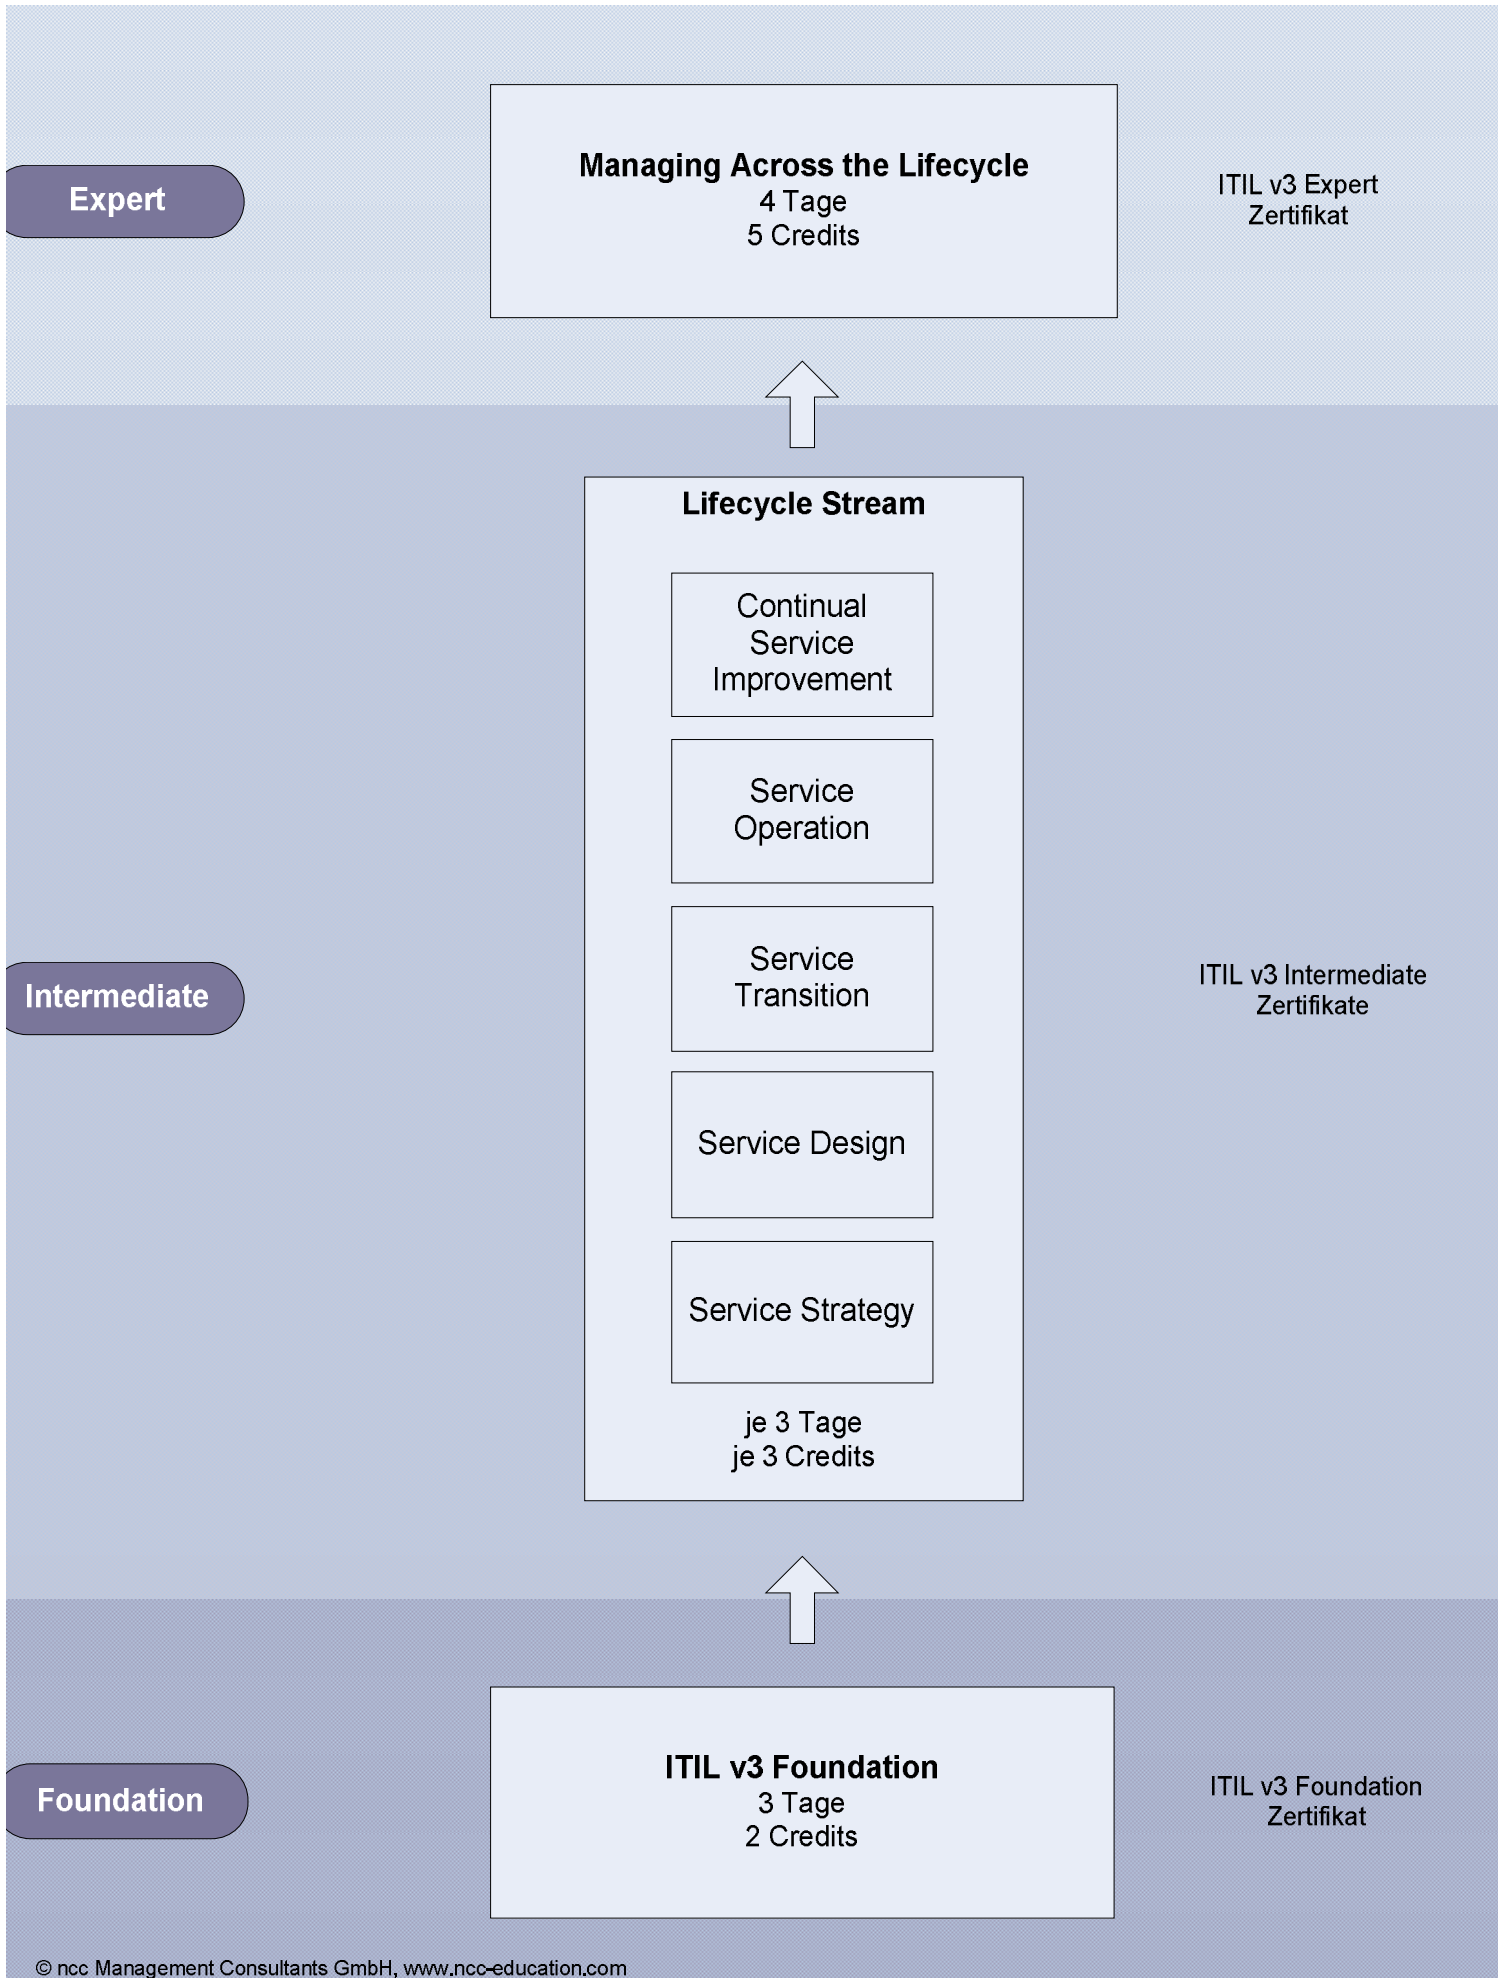 Managing Across the Lifecycle
4 Tage
5 Credits
Expert
ITIL v3 Expert
Zertifikat
Lifecycle Stream
Continual
Service
Improvement
Service
Operation
Service
Transition
Service Design
Service Strategy
je 3 Tage
je 3 Credits
Intermediate
ITIL v3 Intermediate
Zertifikate
ITIL v3 Foundation
3 Tage
2 Credits
Foundation
ITIL v3 Foundation
Zertifikat
© ncc Management Consultants GmbH, www.ncc-education.com